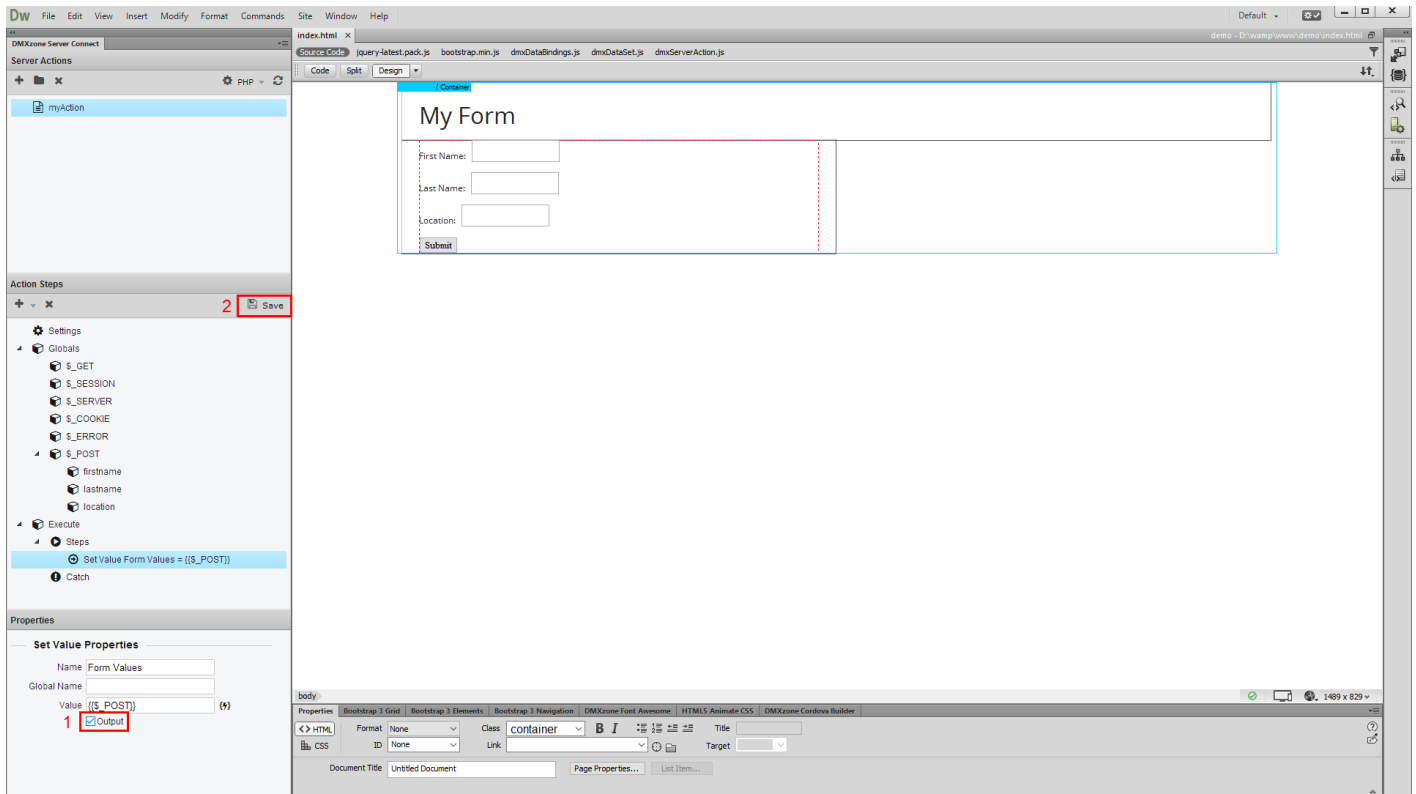 Dw File Edit View Insert Modify Format Commands Site Window Help
Default
DMXzone Server Connect
Server Actions
PHP
myAction
Action Steps
2 Save
Settings
Globals
$_GET
$_SESSION
$_SERVER
$_COOKIE
$_ERROR
$_POST
firstname
lastname
location
Execute
Steps
Set Value Form Values = {{$_POST}}
Catch
Properties
Set Value Properties
Name Form Values
Global Name
Value {{$_POST}}
1 Output
index.html
demo - D:\wamp\www\demo\index.html
Source Code jquery-latest.pack.js bootstrap.min.js dmxDataBindings.js dmxDataSet.js dmxServerAction.js
Code Split Design
/ Container
My Form
First Name:
Last Name:
Location:
Submit
body
1489 x 829
Properties Bootstrap 3 Grid Bootstrap 3 Elements Bootstrap 3 Navigation DMXzone Font Awesome HTML5 Animate CSS DMXzone Cordova Builder
<> HTML Format None Class container B I Title
CSS ID None Link Target
Document Title Untitled Document Page Properties... List Item...